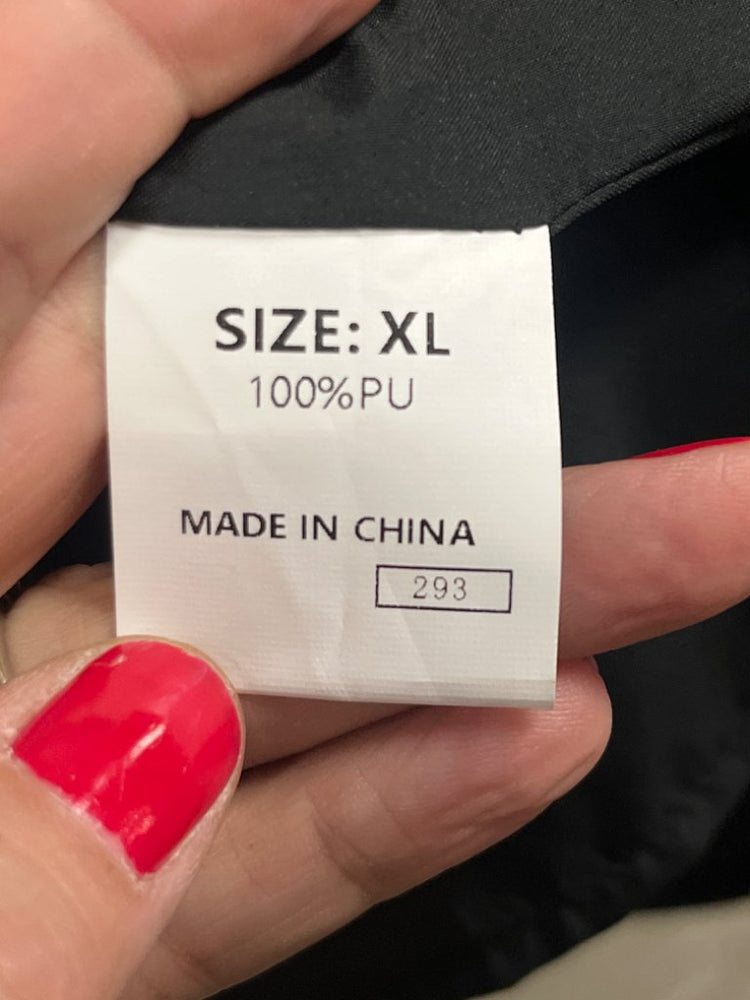 SIZE: XL
100%PU
MADE IN CHINA
293